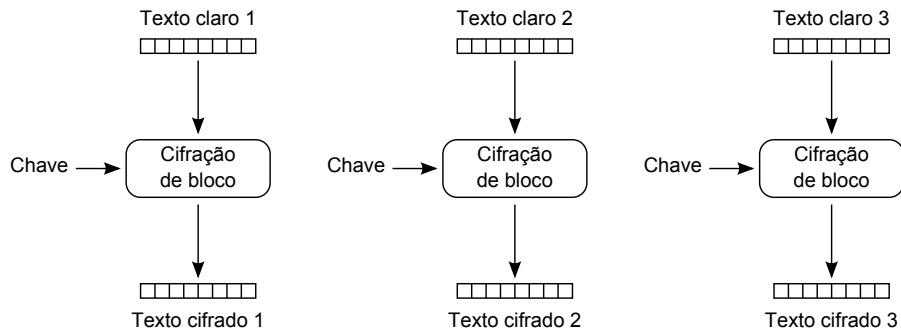 Texto claro 1
Texto claro 2
Texto claro 3
Chave
Cifração
de bloco
Chave
Cifração
de bloco
Chave
Cifração
de bloco
Texto cifrado 1
Texto cifrado 2
Texto cifrado 3